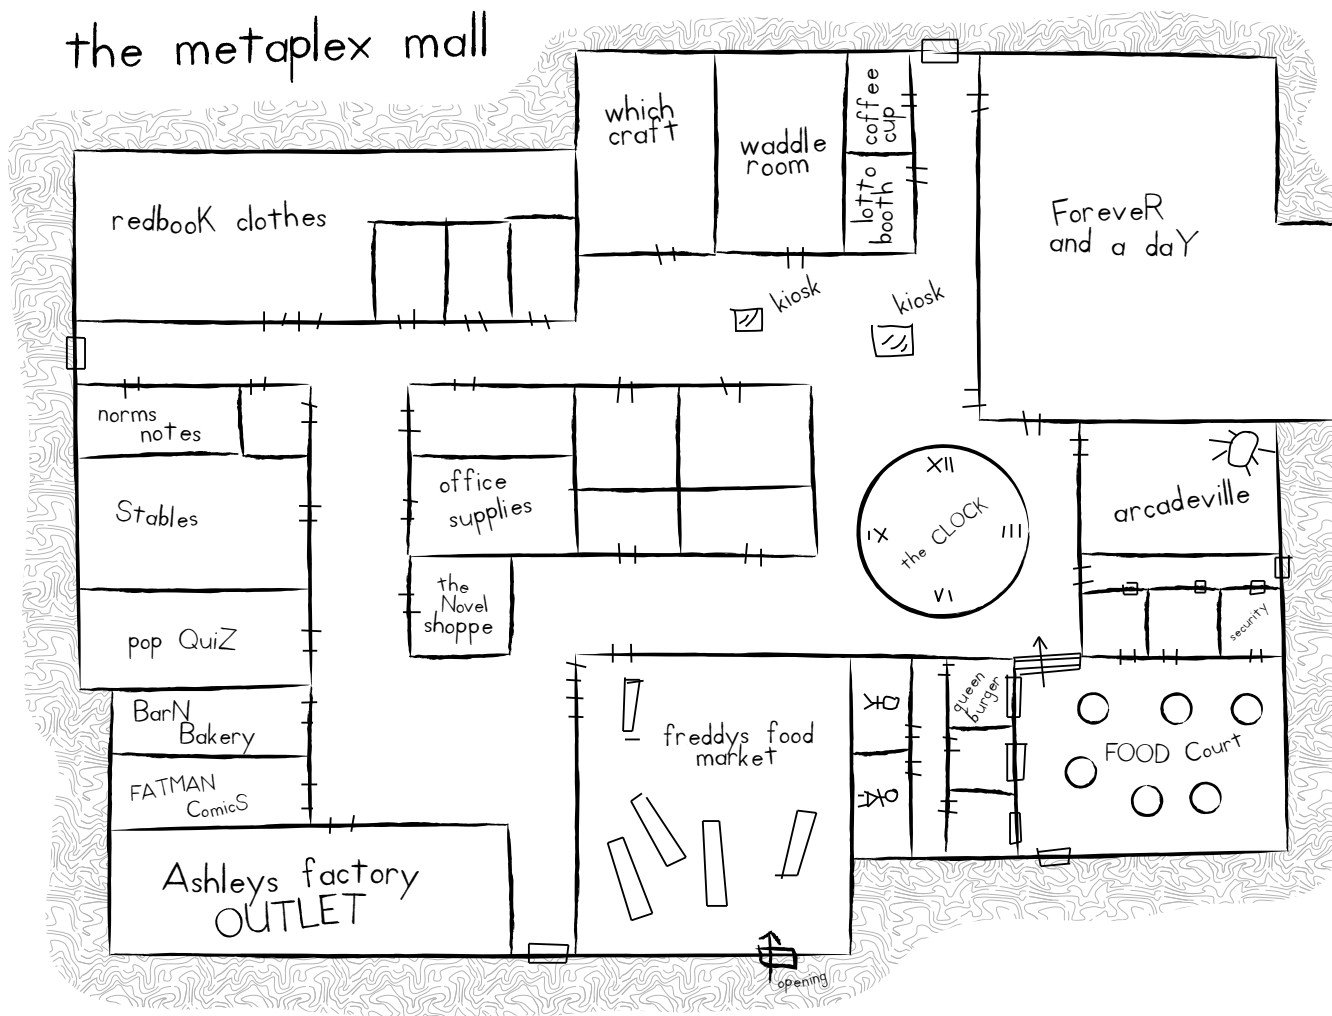 the metaplex mall
which
craft
waddle
room
coffee
cup
lotto
booth
redbooK clothes
ForeveR
and a daY
kiosk
kiosk
norms
notes
Stables
office
supplies
XII
III
VI
IX
the CLOCK
arcadeville
the
Novel
shoppe
pop QuiZ
security
BarN
Bakery
queen
burger
freddys food
market
FOOD Court
FATMAN
ComicS
Ashleys factory
OUTLET
opening